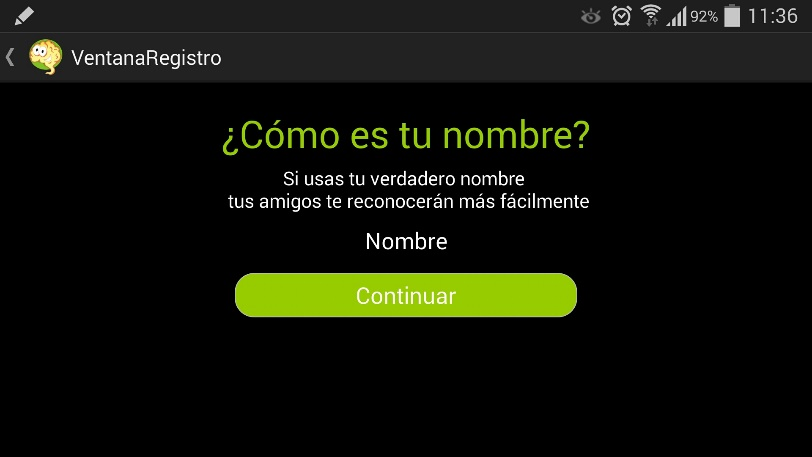 92% 11:36
VentanaRegistro
¿Cómo es tu nombre?
Si usas tu verdadero nombre
tus amigos te reconocerán más fácilmente
Nombre
Continuar